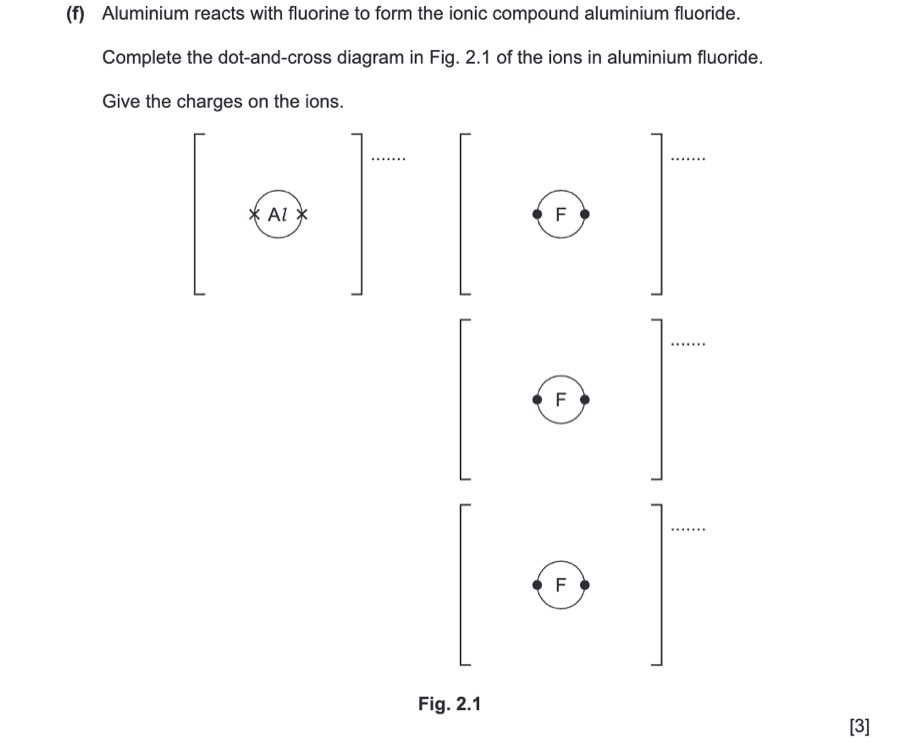 (f) Aluminium reacts with fluorine to form the ionic compound aluminium fluoride.
Complete the dot-and-cross diagram in Fig. 2.1 of the ions in aluminium fluoride.
Give the charges on the ions.
.......
.......
Al
F
.......
F
.......
F
Fig. 2.1
[3]